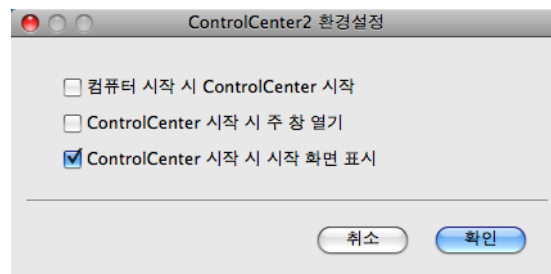 ControlCenter2 환경설정
컴퓨터 시작 시 ControlCenter 시작
ControlCenter 시작 시 주 창 열기
ControlCenter 시작 시 시작 화면 표시
취소 확인